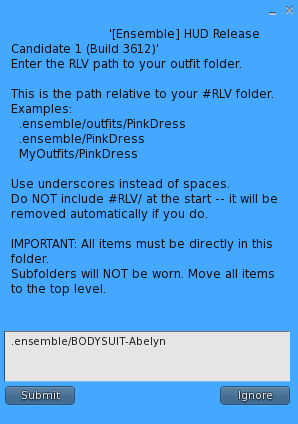 '[Ensemble] HUD Release
Candidate 1 (Build 3612)'
Enter the RLV path to your outfit folder.
This is the path relative to your #RLV folder.
Examples:
.ensemble/outfits/PinkDress
.ensemble/PinkDress
MyOutfits/PinkDress
Use underscores instead of spaces.
Do NOT include #RLV/ at the start -- it will be
removed automatically if you do.
IMPORTANT: All items must be directly in this
folder.
Subfolders will NOT be worn. Move all items
to the top level.
.ensemble/BODYSUIT-Abelyn
Submit
Ignore